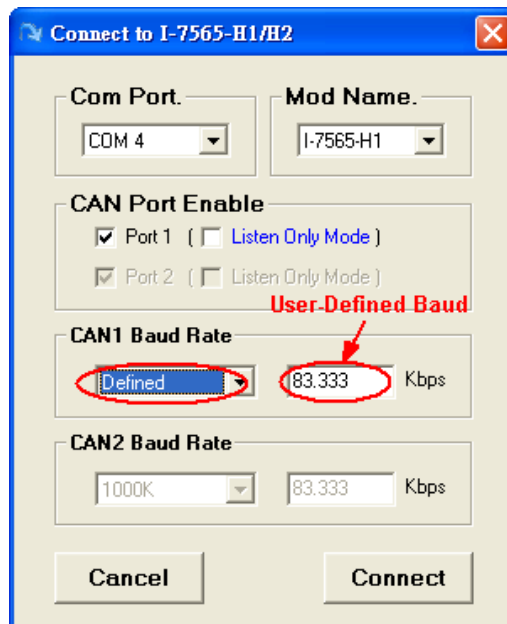 Connect to I-7565-H1/H2
Com Port. Mod Name.
COM 4 I-7565-H1
CAN Port Enable
Port 1 ( Listen Only Mode )
Port 2 ( Listen Only Mode )
User-Defined Baud
CAN1 Baud Rate
Defined 83.333 Kbps
CAN2 Baud Rate
1000K 83.333 Kbps
Cancel Connect